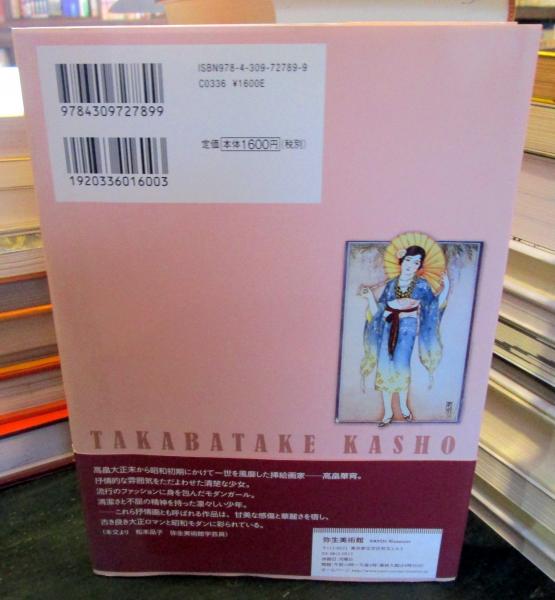 ISBN978-4-309-72789-9
C0336 ¥1600E
9784309727899
定価 本体1600円(税別)
1920336016003
TAKABATAKE KASHO
高畠大正末から昭和初期にかけて一世を風靡した挿絵画家――高畠華宵。
抒情的な雰囲気をただよわせた清楚な少女。
流行のファッションに身を包んだモダンガール。
清潔さと不屈の精神を持った凛々しい少年。
――これら抒情画とも呼ばれる作品は、甘美な感傷と華麗さを宿し、
古き良き大正ロマンと昭和モダンに彩られている。
(本文より 松本品子 弥生美術館学芸員)
弥生美術館